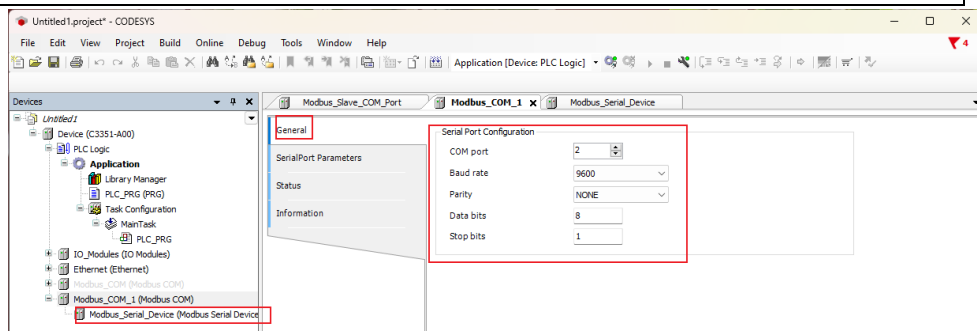 Untitled1.project* - CODESYS
File Edit View Project Build Online Debug Tools Window Help
4
Application [Device: PLC Logic]
Devices
Modbus_Slave_COM_Port
Modbus_COM_1
Modbus_Serial_Device
Untitled1
Device (C3351-A00)
PLC Logic
Application
Library Manager
PLC_PRG (PRG)
Task Configuration
MainTask
PLC_PRG
IO_Modules (IO Modules)
Ethernet (Ethernet)
Modbus_COM (Modbus COM)
Modbus_COM_1 (Modbus COM)
Modbus_Serial_Device (Modbus Serial Device
General
SerialPort Parameters
Status
Information
Serial Port Configuration
COM port 2
Baud rate 9600
Parity NONE
Data bits 8
Stop bits 1